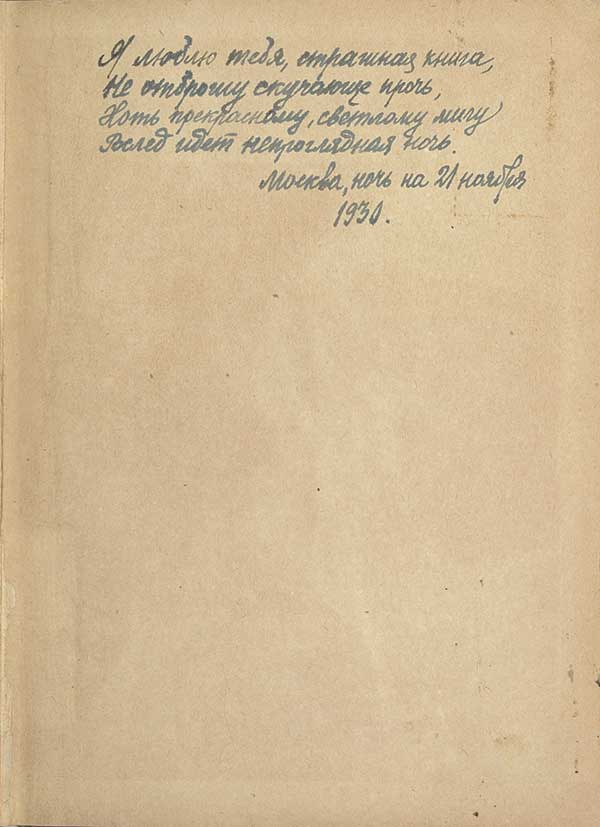 Я люблю тебя, страшная книга,
Не отброшу скучающе прочь,
Хоть прекрасному, светлому мигу
Вслед идет непроглядная ночь.
Москва, ночь на 21 ноября
1930.